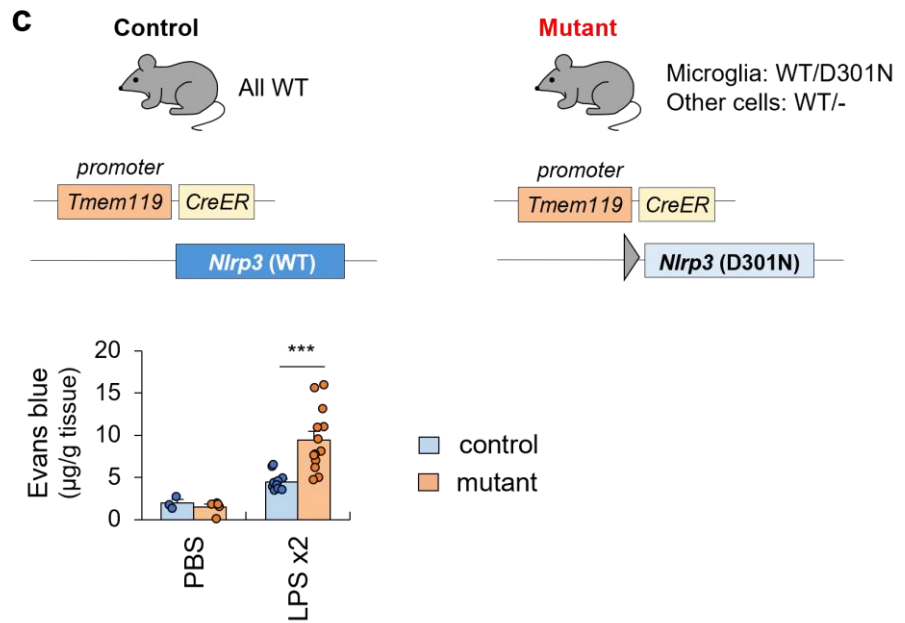 c
Control
Mutant
All WT
Microglia: WT/D301N
Other cells: WT/-
promoter
Tmem119
CreER
promoter
Tmem119
CreER
Nlrp3 (WT)
Nlrp3 (D301N)
Evans blue
(µg/g tissue)
20
15
10
5
0
***
PBS
LPS x2
control
mutant